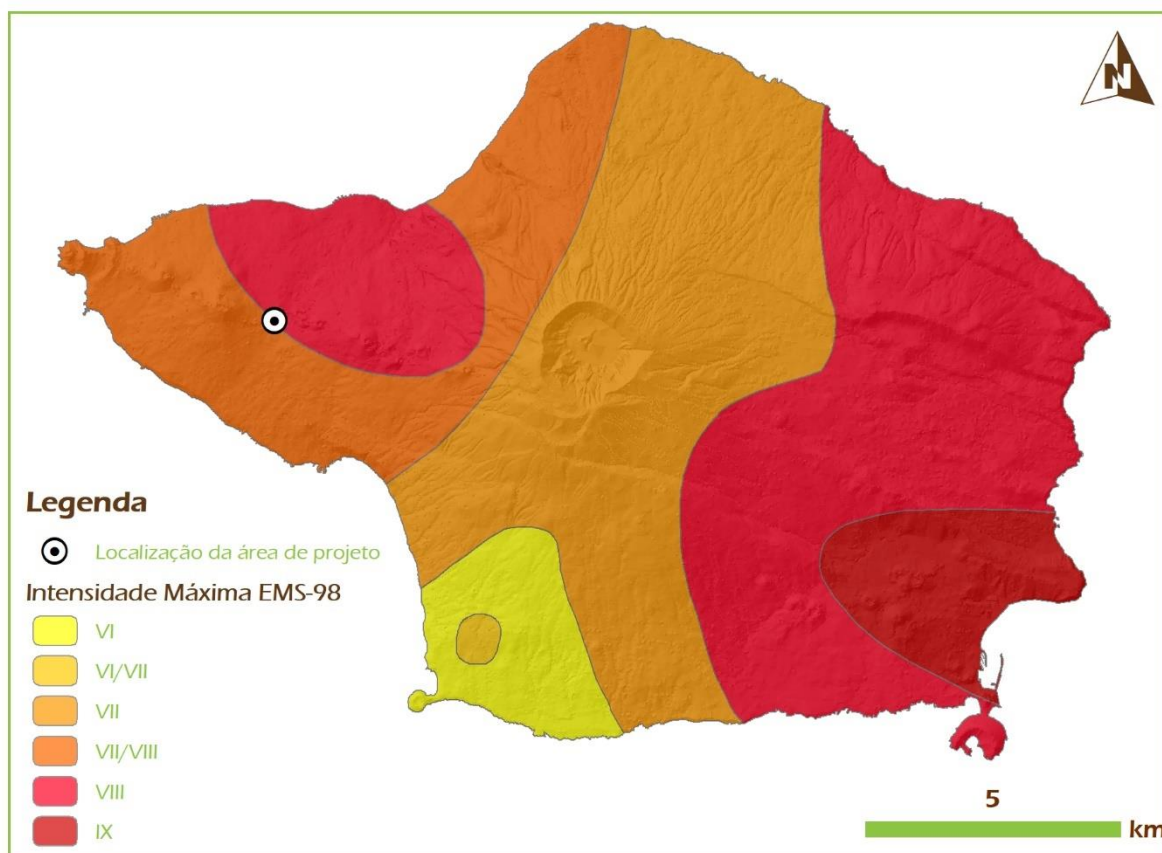 N
Legenda
Localização da área de projeto
Intensidade Máxima EMS-98
VI
VI/VII
VII
VII/VIII
VIII
IX
5
km